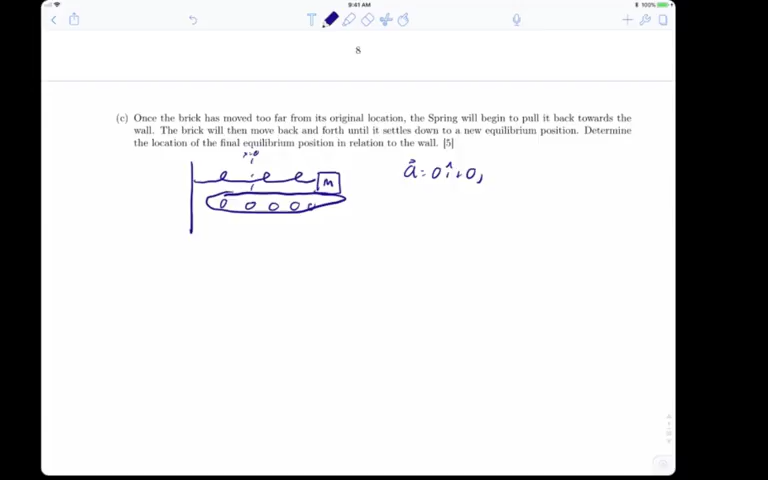 9:41 AM
100%
T
8
(c) Once the brick has moved too far from its original location, the Spring will begin to pull it back towards the
wall. The brick will then move back and forth until it settles down to a new equilibrium position. Determine
the location of the final equilibrium position in relation to the wall. [5]
x=0
M
a = 0î + 0